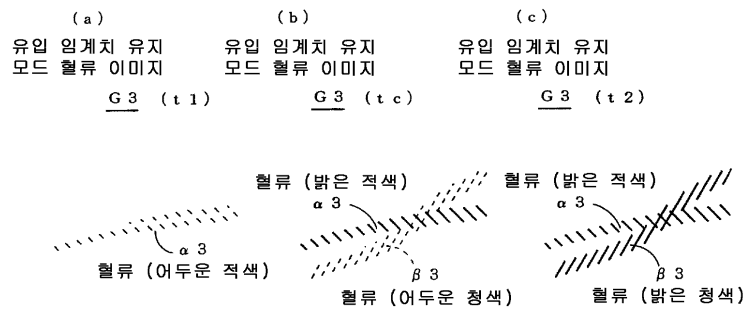 (a)
유입 임계치 유지
모드 혈류 이미지
G3 (t1)
α3
혈류 (어두운 적색)
(b)
유입 임계치 유지
모드 혈류 이미지
G3 (tc)
혈류 (밝은 적색)
α3
β3
혈류 (어두운 청색)
(c)
유입 임계치 유지
모드 혈류 이미지
G3 (t2)
혈류 (밝은 적색)
α3
β3
혈류 (밝은 청색)